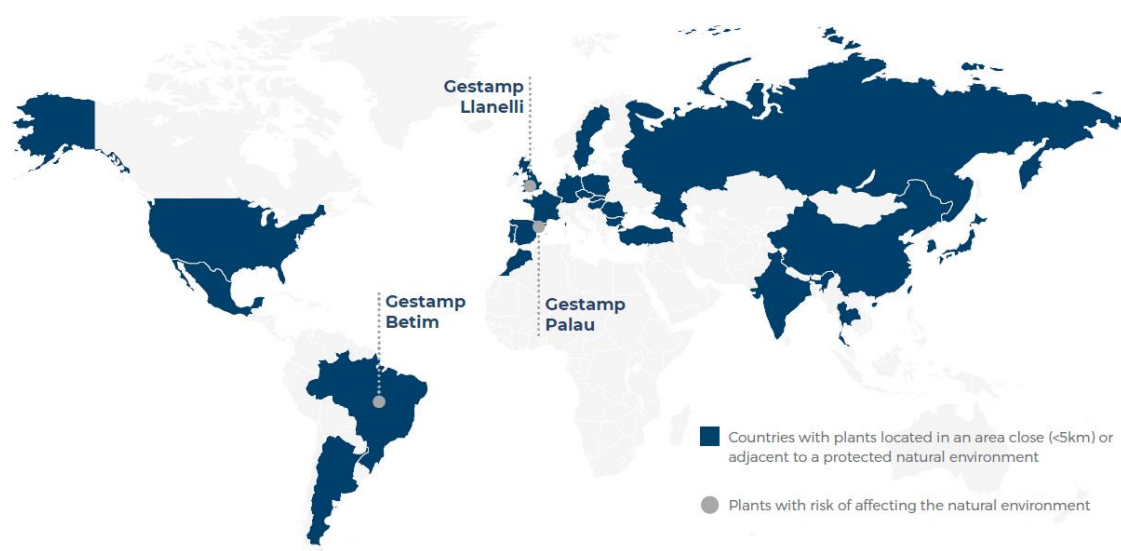 Gestamp
Llanelli
Gestamp
Betim
Gestamp
Palau
Countries with plants located in an area close (<5km) or
adjacent to a protected natural environment
Plants with risk of affecting the natural environment